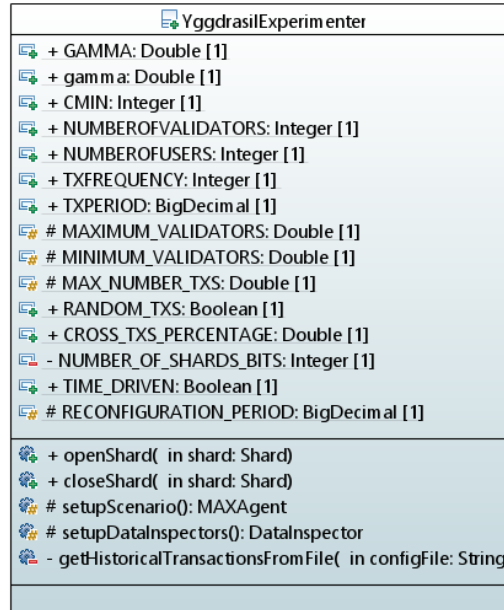 YggdrasilExperimenter
+ GAMMA: Double [1]
+ gamma: Double [1]
+ CMIN: Integer [1]
+ NUMBEROFVALIDATORS: Integer [1]
+ NUMBEROFUSERS: Integer [1]
+ TXFREQUENCY: Integer [1]
+ TXPERIOD: BigDecimal [1]
# MAXIMUM_VALIDATORS: Double [1]
# MINIMUM_VALIDATORS: Double [1]
# MAX_NUMBER_TXS: Double [1]
+ RANDOM_TXS: Boolean [1]
+ CROSS_TXS_PERCENTAGE: Double [1]
- NUMBER_OF_SHARDS_BITS: Integer [1]
+ TIME_DRIVEN: Boolean [1]
# RECONFIGURATION_PERIOD: BigDecimal [1]
+ openShard( in shard: Shard)
+ closeShard( in shard: Shard)
# setupScenario(): MAXAgent
# setupDataInspectors(): DataInspector
- getHistoricalTransactionsFromFile( in configFile: String